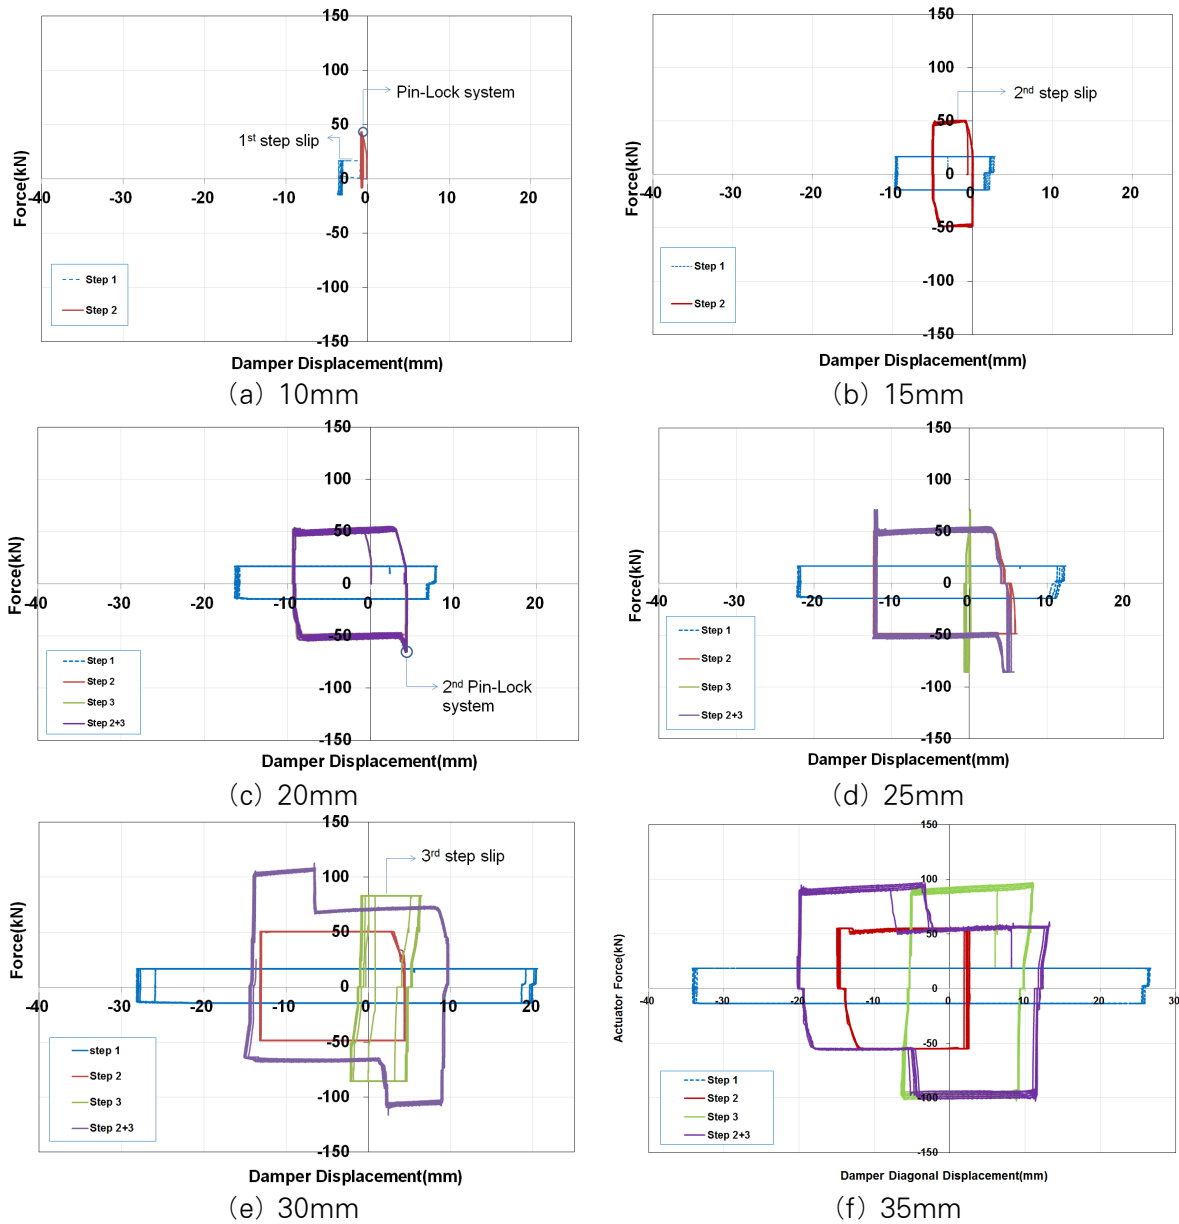 150
100
Pin-Lock system
50
1st step slip
0
-40 -30 -20 -10 0 10 20
-50
Step 1
-100
Step 2
-150
Force(kN)
Damper Displacement(mm)
(a) 10mm
150
100
2nd step slip
50
0
-40 -30 -20 -10 0 10 20
-50
Step 1
-100
Step 2
-150
Force(kN)
Damper Displacement(mm)
(b) 15mm
150
100
50
0
-40 -30 -20 -10 0 10 20
-50
Step 1
Step 2
-100
2nd Pin-Lock
system
Step 3
Step 2+3
-150
Force(kN)
Damper Displacement(mm)
(c) 20mm
150
100
50
0
-40 -30 -20 -10 0 10 20
-50
Step 1
Step 2
-100
Step 3
Step 2+3
-150
Force(kN)
Damper Displacement(mm)
(d) 25mm
150
3rd step slip
100
50
0
-40 -30 -20 -10 0 10 20
-50
step 1
Step 2
-100
Step 3
Step 2+3
-150
Force(kN)
Damper Displacement(mm)
(e) 30mm
150
100
50
0
-40 -30 -20 -10 0 10 20 30
-50
Step 1
Step 2
-100
Step 3
Step 2+3
-150
Actuator Force(kN)
Damper Diagonal Displacement(mm)
(f) 35mm